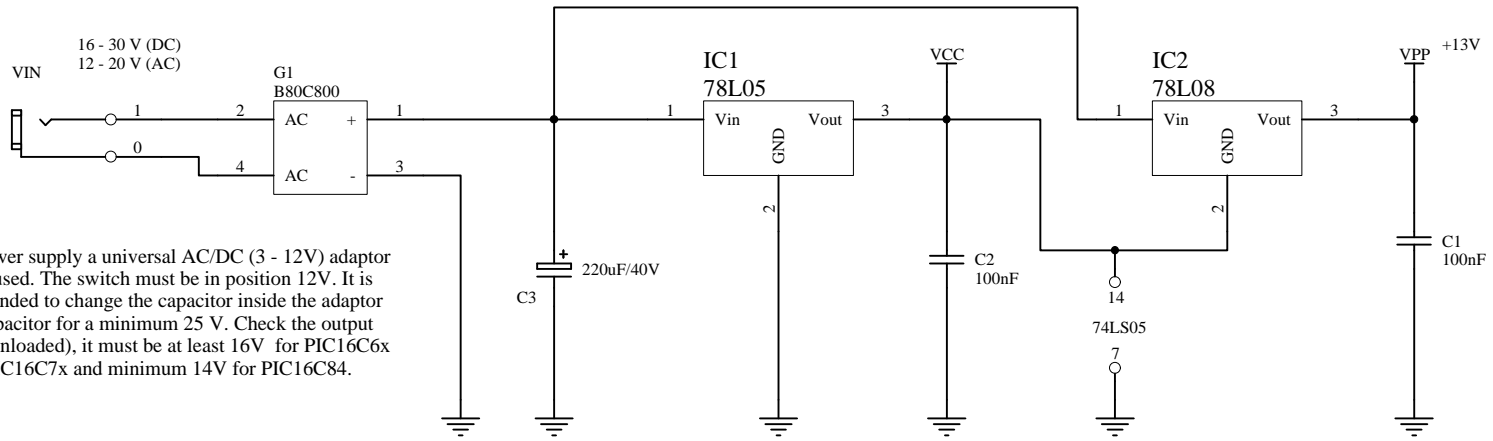 16 - 30 V (DC)
12 - 20 V (AC)
VIN
1
0
G1
B80C800
2
AC
+
1
4
AC
-
3
IC1
78L05
1
Vin
Vout
GND
3
2
VCC
IC2
78L08
1
Vin
Vout
GND
3
2
VPP
+13V
+
220uF/40V
C3
C2
100nF
14
74LS05
7
C1
100nF
ver supply a universal AC/DC (3 - 12V) adaptor
used. The switch must be in position 12V. It is
nded to change the capacitor inside the adaptor
pacitor for a minimum 25 V. Check the output
nloaded), it must be at least 16V for PIC16C6x
C16C7x and minimum 14V for PIC16C84.